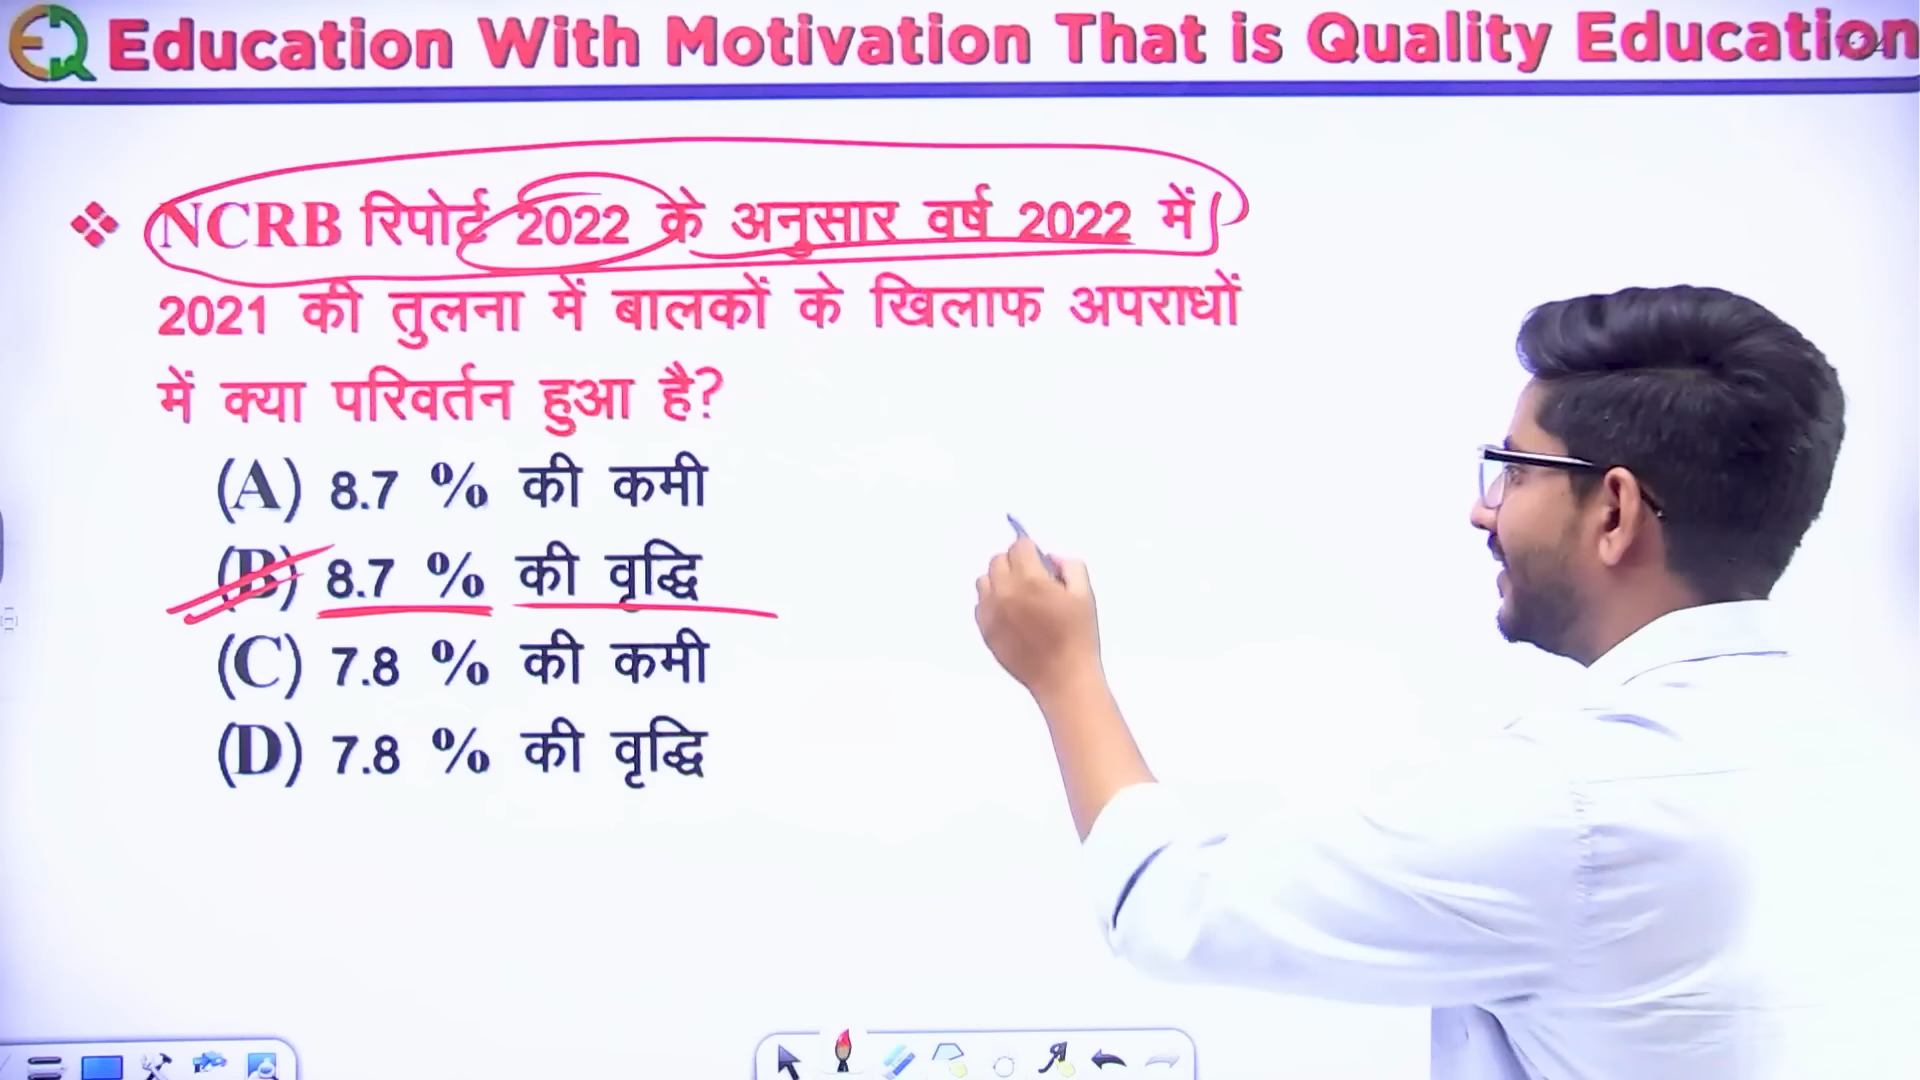 EQ Education With Motivation That is Quality Education
❖ NCRB रिपोर्ट 2022 के अनुसार वर्ष 2022 में
2021 की तुलना में बालकों के खिलाफ अपराधों
में क्या परिवर्तन हुआ है?
(A) 8.7 % की कमी
(B) 8.7 % की वृद्धि
(C) 7.8 % की कमी
(D) 7.8 % की वृद्धि